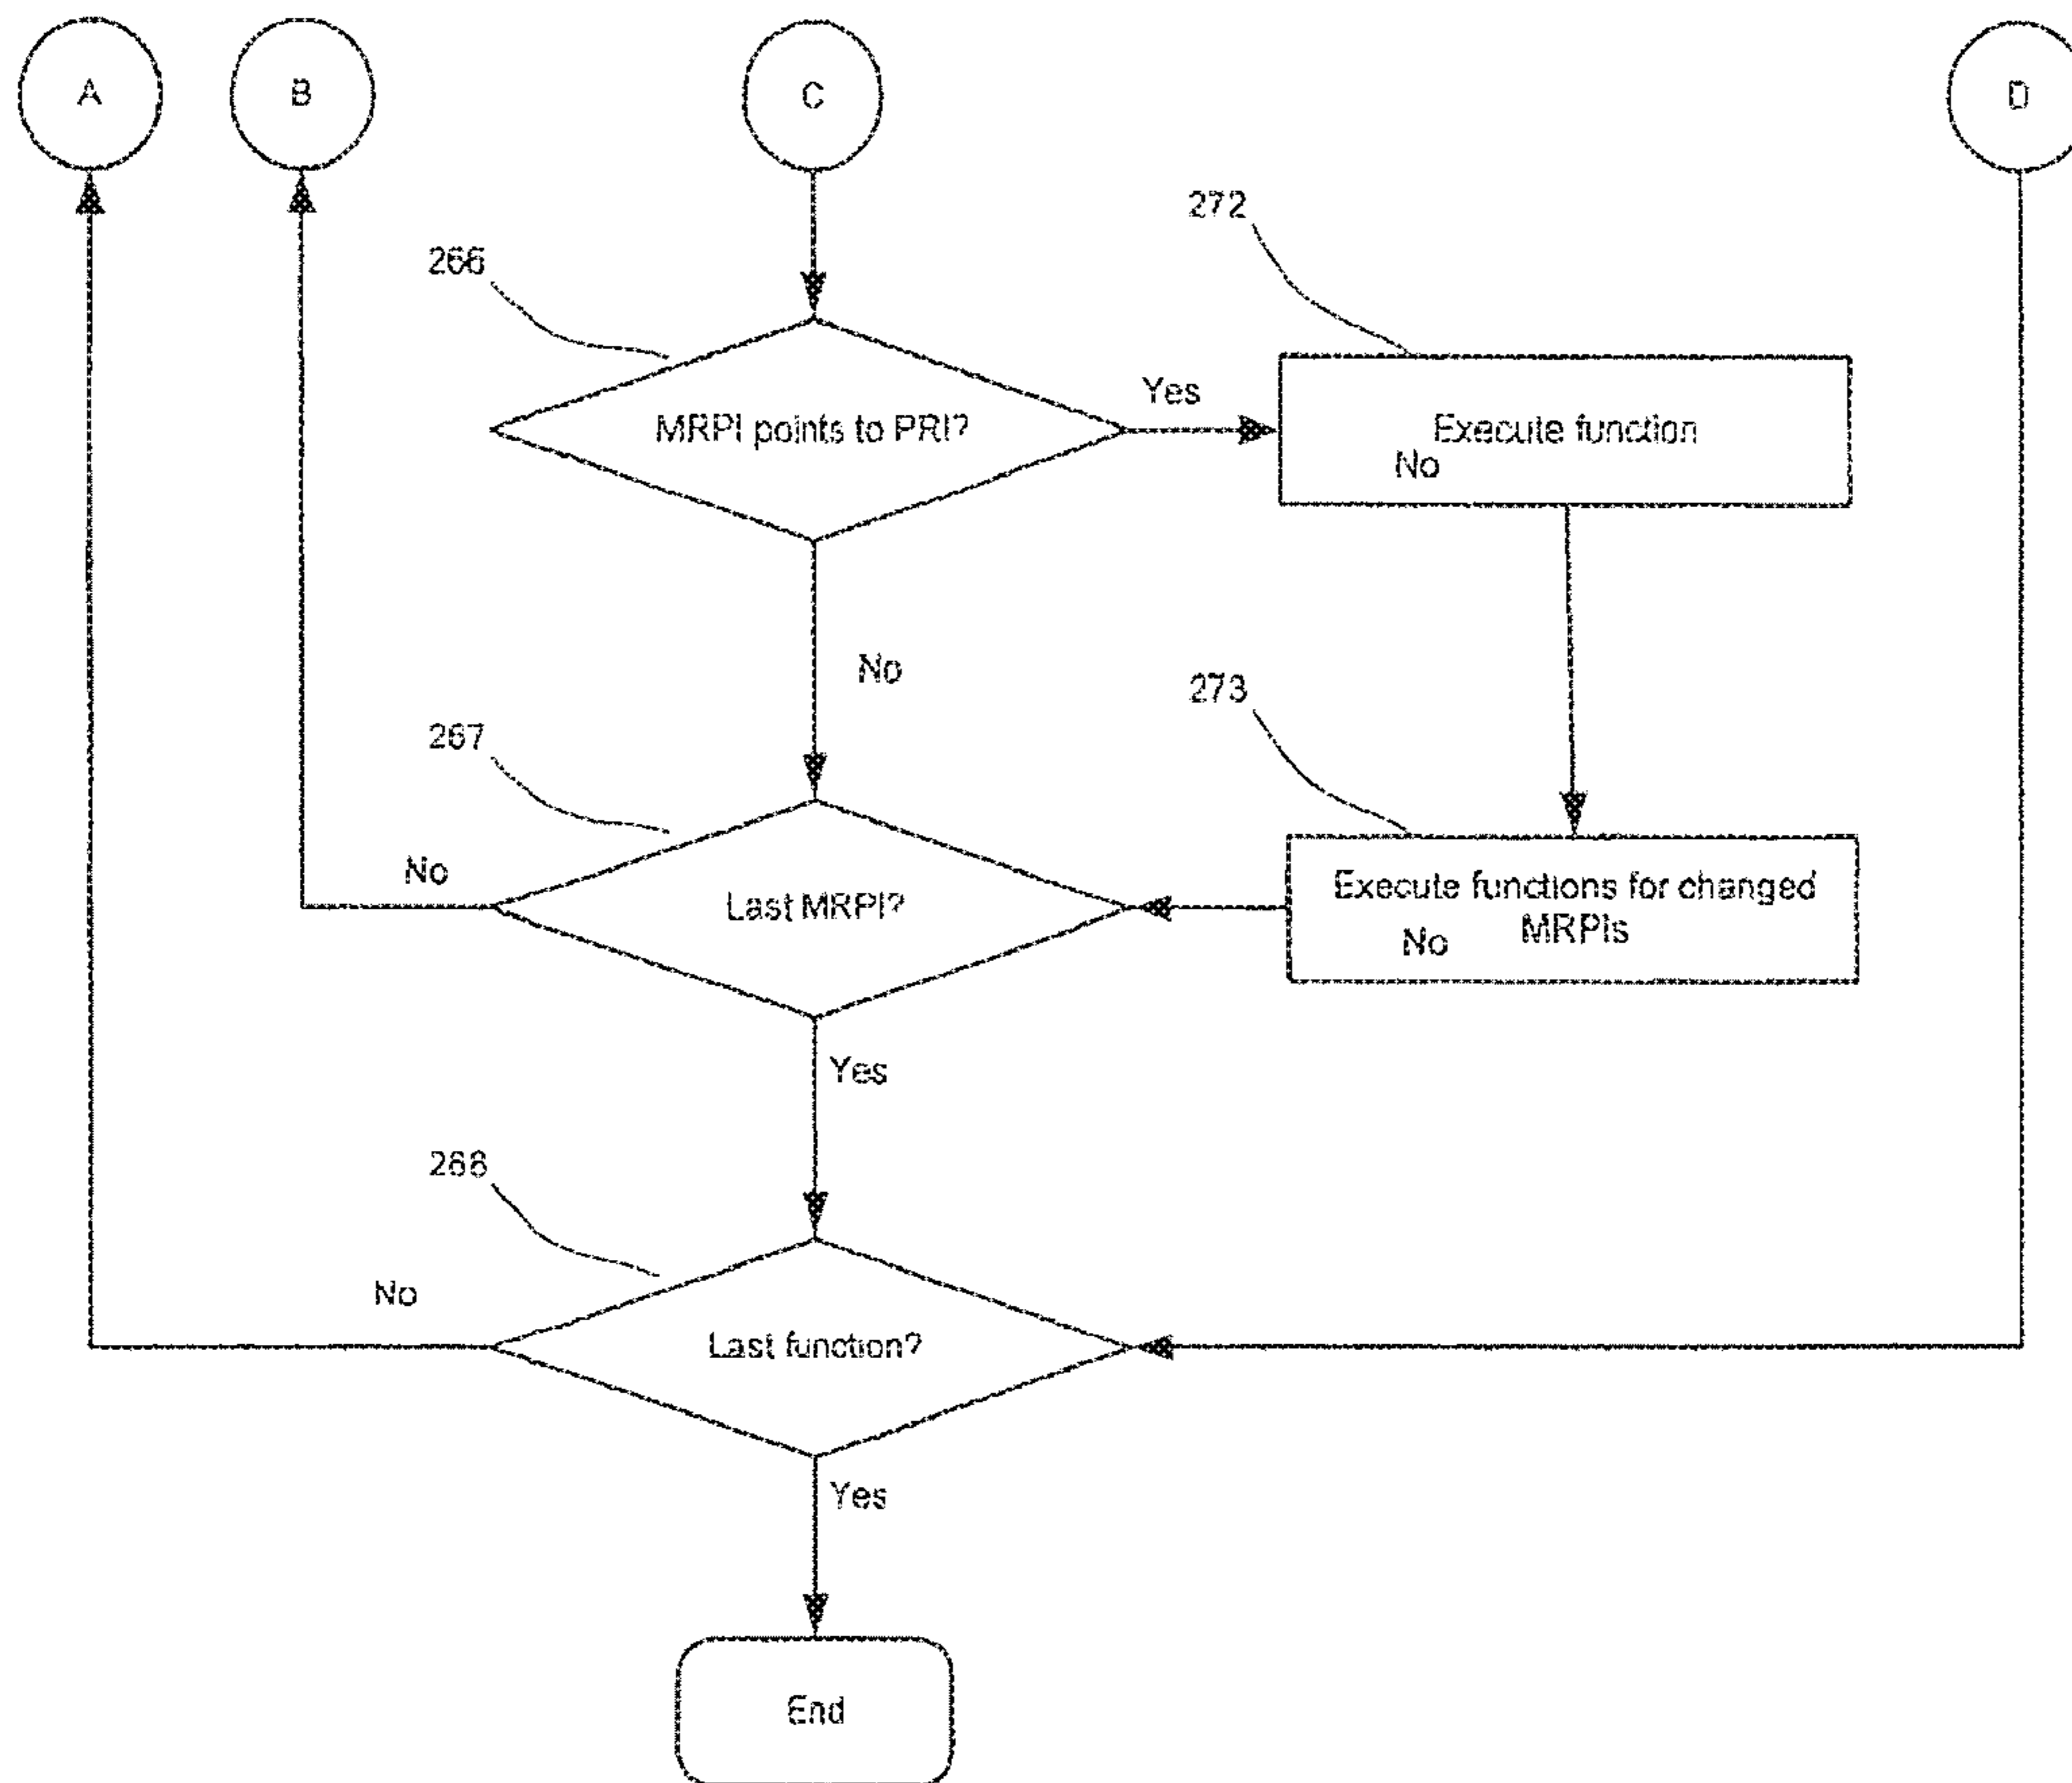 A
B
C
D
272
266
Yes
MRPI points to PRI?
Execute function
No
No
273
267
No
Last MRPI?
Execute functions for changed
MRPIs
No
Yes
268
No
Last function?
Yes
End